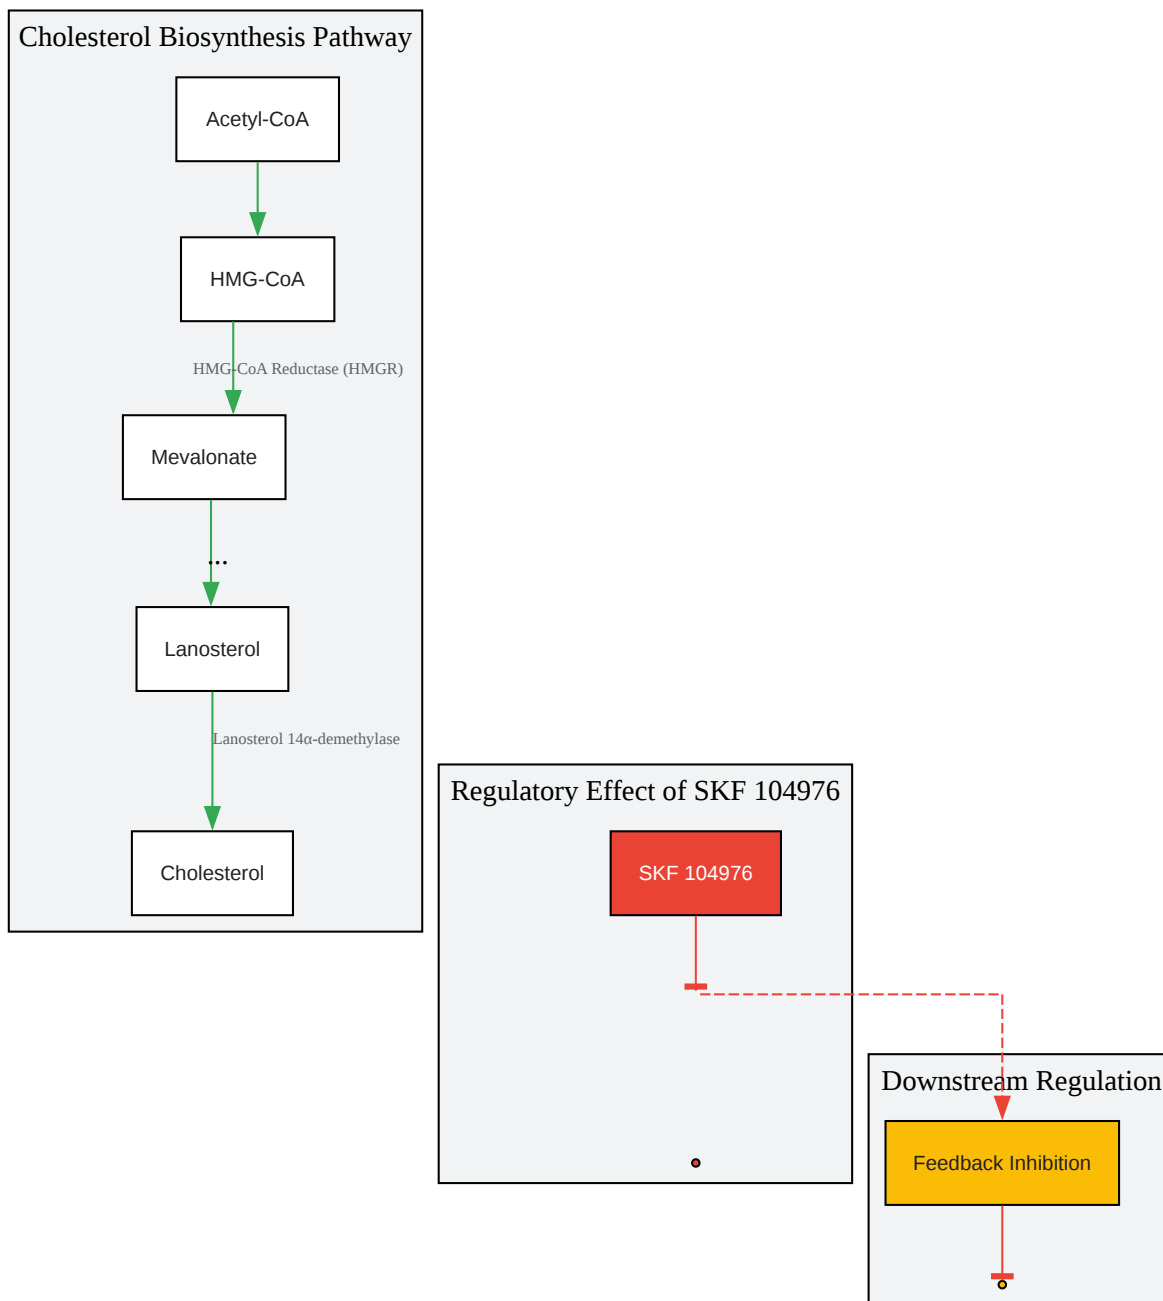 Cholesterol Biosynthesis Pathway
Acetyl-CoA
HMG-CoA
HMG-CoA Reductase (HMGR)
Mevalonate
...
Lanosterol
Lanosterol 14α-demethylase
Cholesterol
Regulatory Effect of SKF 104976
SKF 104976
Downstream Regulation
Feedback Inhibition